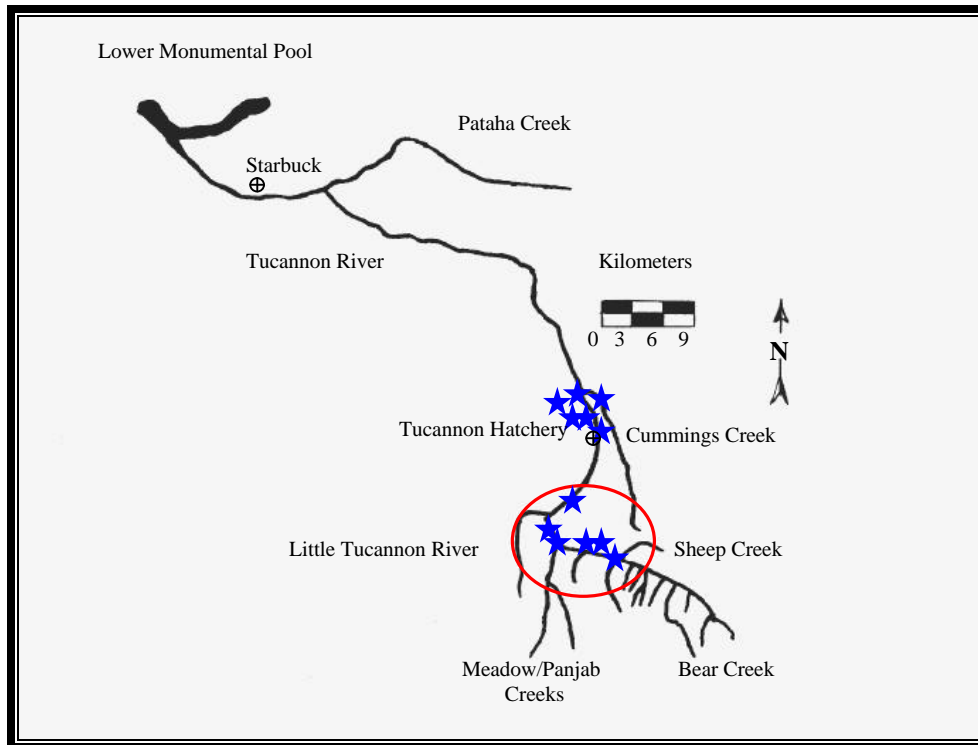 Lower Monumental Pool
Pataha Creek
Starbuck
Tucannon River
Kilometers
0 3 6 9
N
Tucannon Hatchery
Cummings Creek
Little Tucannon River
Sheep Creek
Meadow/Panjab
Creeks
Bear Creek